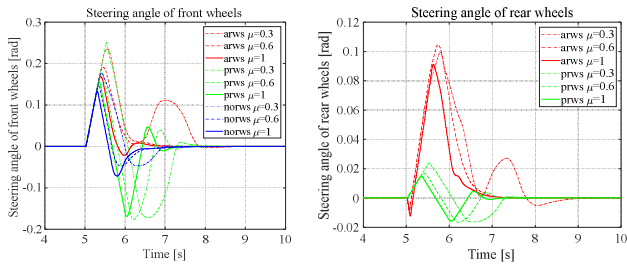 Steering angle of front wheels
Steering angle of front wheels [rad]
0.3
0.2
0.1
0
-0.1
-0.2
4
5
6
7
8
9
10
Time [s]
arws μ=0.3
arws μ=0.6
arws μ=1
prws μ=0.3
prws μ=0.6
prws μ=1
norws μ=0.3
norws μ=0.6
norws μ=1
Steering angle of rear wheels
Steering angle of rear wheels [rad]
0.12
0.10
0.08
0.06
0.04
0.02
0
-0.02
4
5
6
7
8
9
10
Time [s]
arws μ=0.3
arws μ=0.6
arws μ=1
prws μ=0.3
prws μ=0.6
prws μ=1